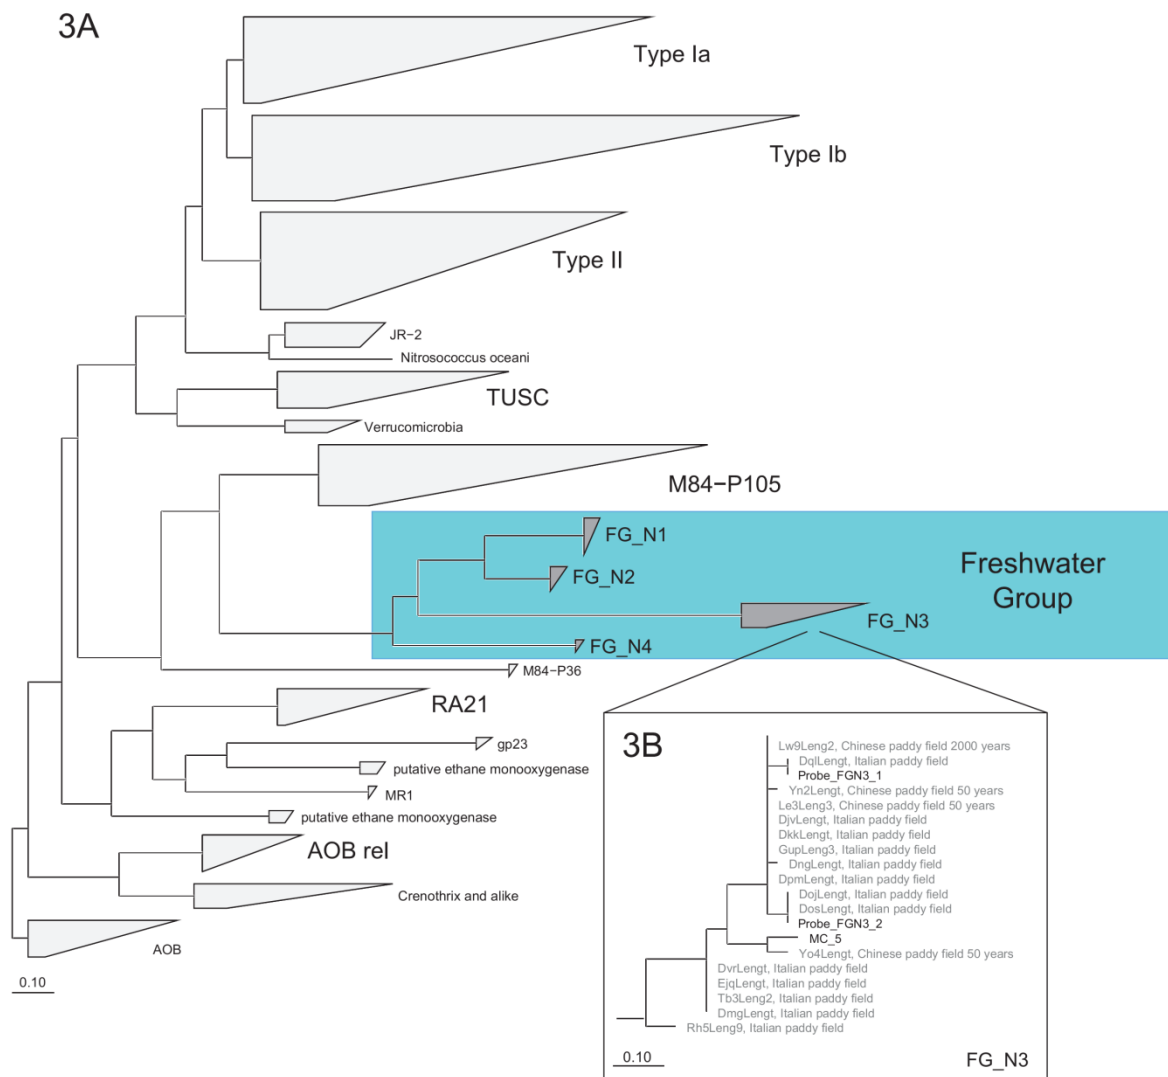 3A
Type Ia
Type Ib
Type II
JR−2
Nitrosococcus oceani
TUSC
Verrucomicrobia
M84−P105
FG_N1
FG_N2
Freshwater
Group
FG_N3
FG_N4
M84−P36
RA21
gp23
putative ethane monooxygenase
MR1
putative ethane monooxygenase
AOB rel
Crenothrix and alike
AOB
0.10
3B
Lw9Leng2, Chinese paddy field 2000 years
DqlLengt, Italian paddy field
Probe_FGN3_1
Yn2Lengt, Chinese paddy field 50 years
Le3Leng3, Chinese paddy field 50 years
DjvLengt, Italian paddy field
DkkLengt, Italian paddy field
GupLeng3, Italian paddy field
DngLengt, Italian paddy field
DpmLengt, Italian paddy field
DojLengt, Italian paddy field
DosLengt, Italian paddy field
Probe_FGN3_2
MC_5
Yo4Lengt, Chinese paddy field 50 years
DvrLengt, Italian paddy field
EjqLengt, Italian paddy field
Tb3Leng2, Italian paddy field
DmgLengt, Italian paddy field
Rh5Leng9, Italian paddy field
0.10
FG_N3